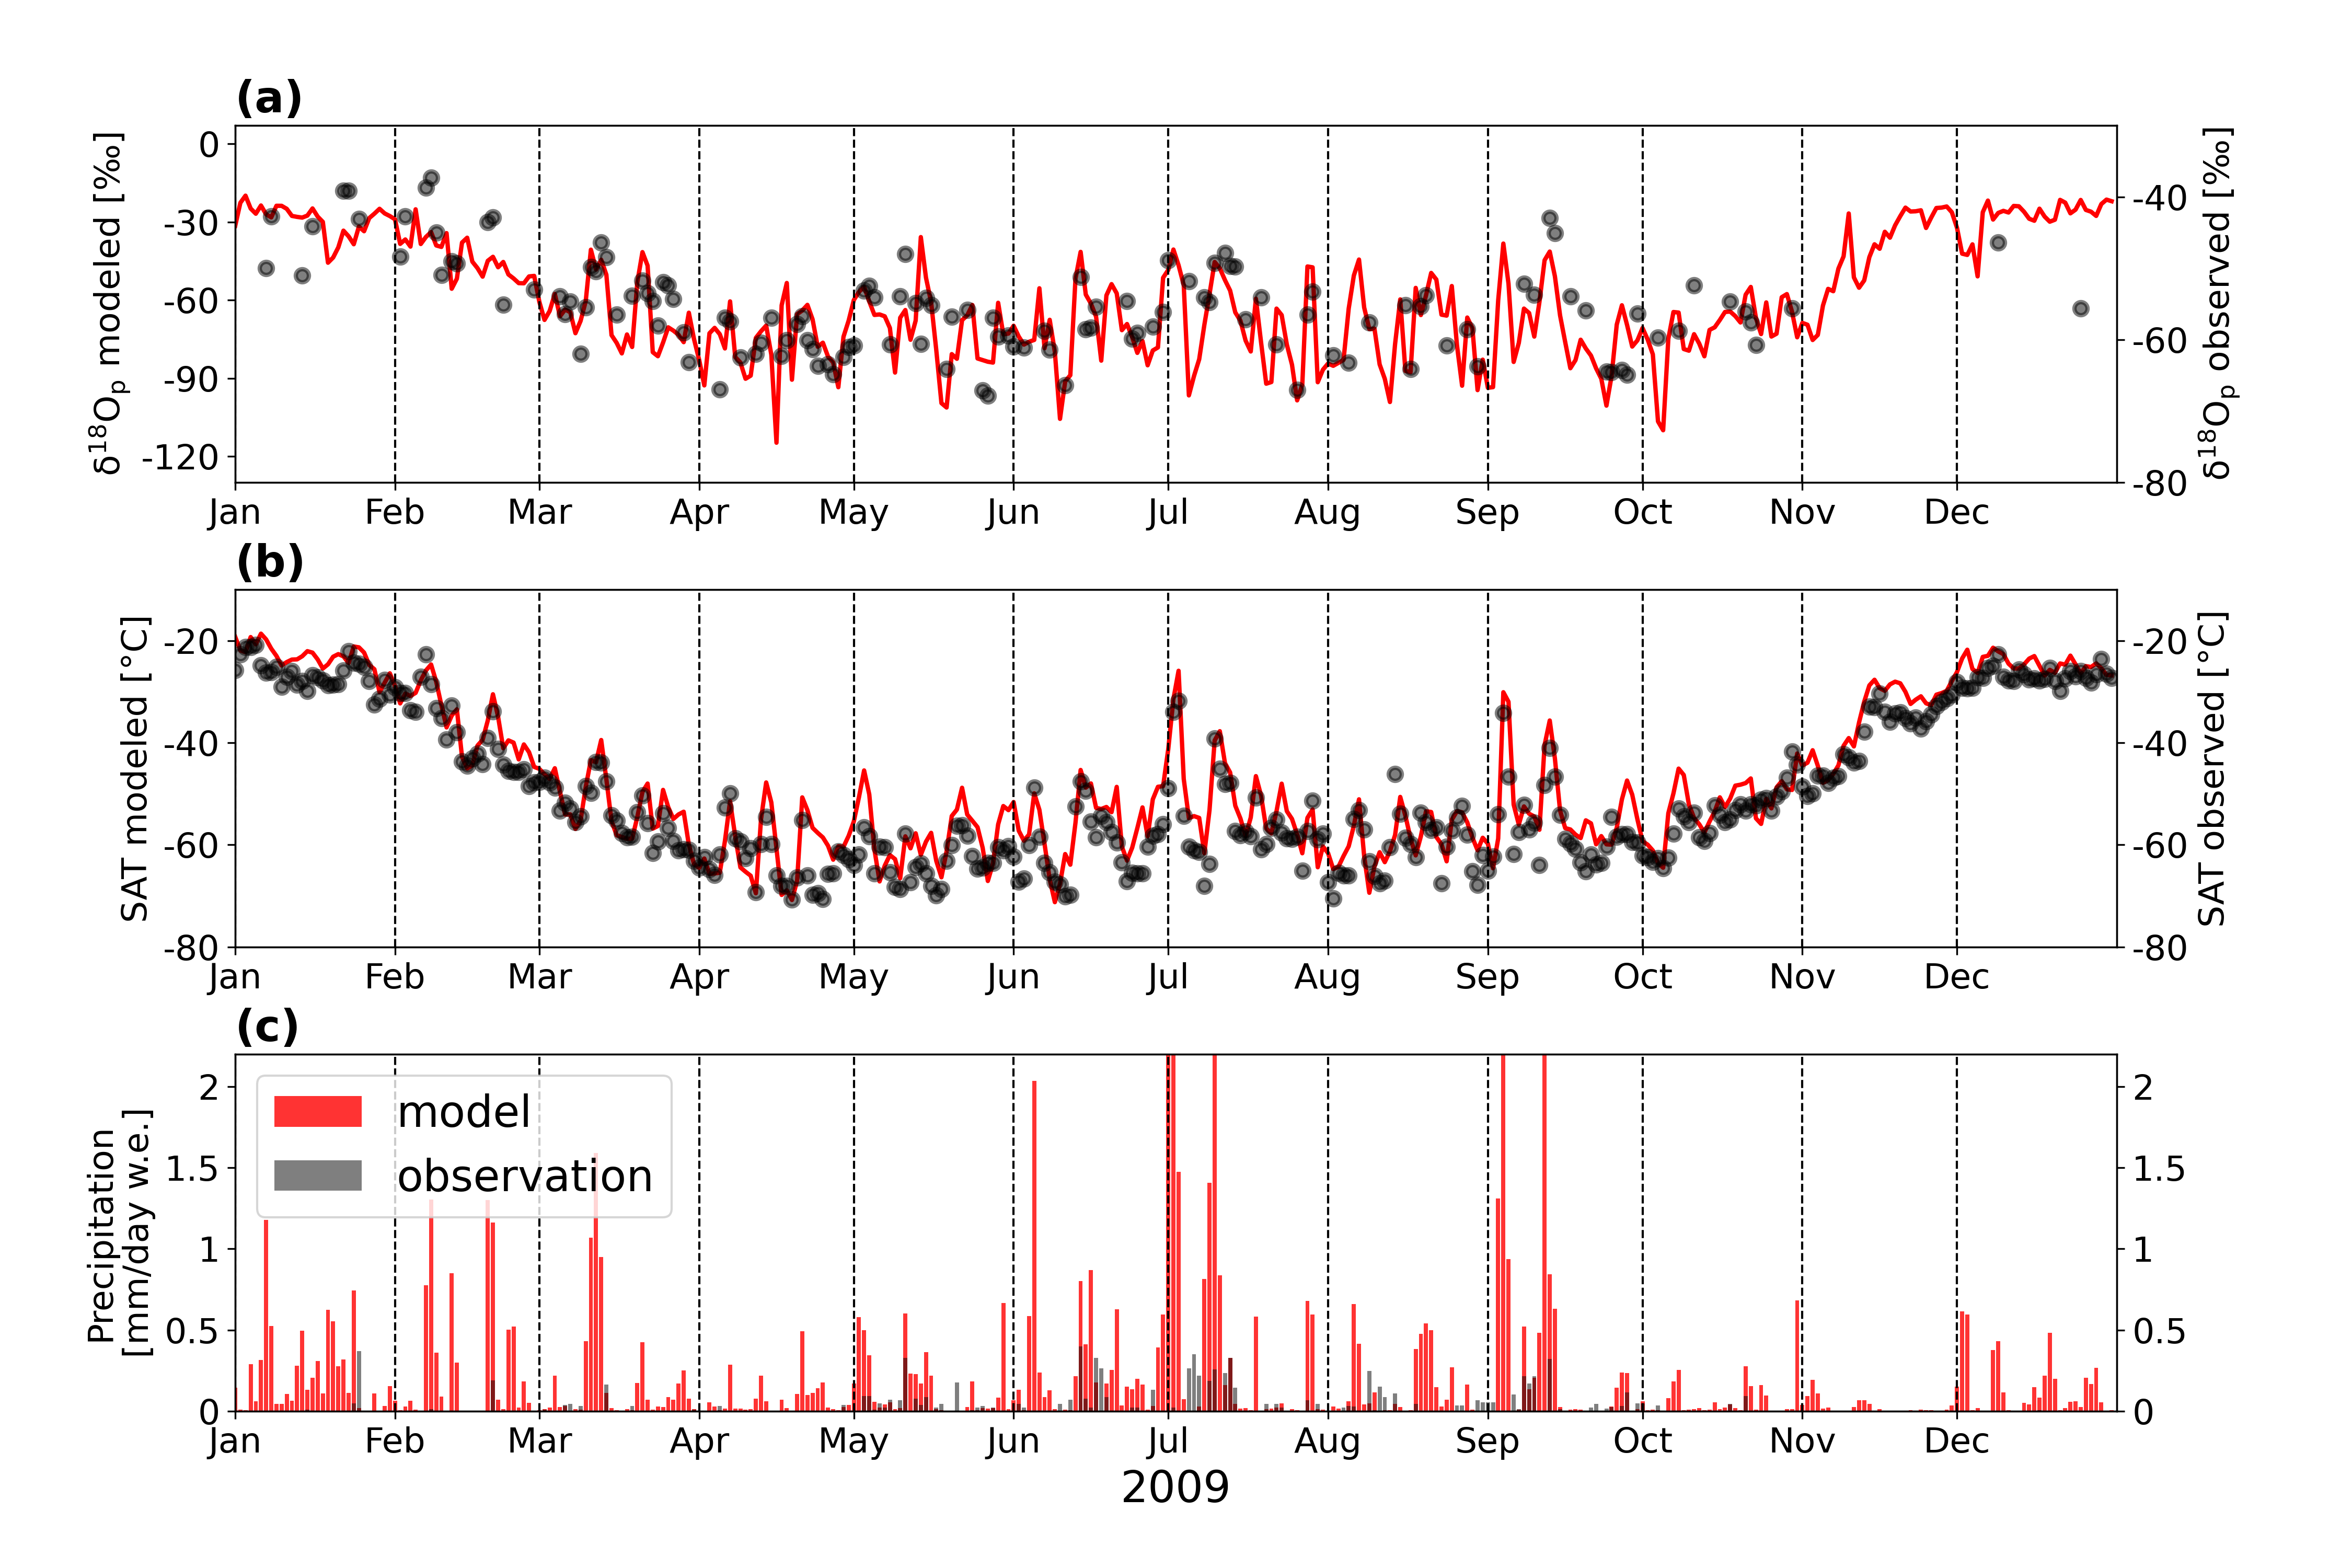 (a)
δ18Op modeled [‰]
0
-30
-60
-90
-120
δ18Op observed [‰]
-40
-60
-80
Jan Feb Mar Apr May Jun Jul Aug Sep Oct Nov Dec
(b)
SAT modeled [°C]
-20
-40
-60
-80
SAT observed [°C]
-20
-40
-60
-80
Jan Feb Mar Apr May Jun Jul Aug Sep Oct Nov Dec
(c)
Precipitation
[mm/day w.e.]
2
1.5
1
0.5
0
model
observation
2
1.5
1
0.5
0
Jan Feb Mar Apr May Jun Jul Aug Sep Oct Nov Dec
2009